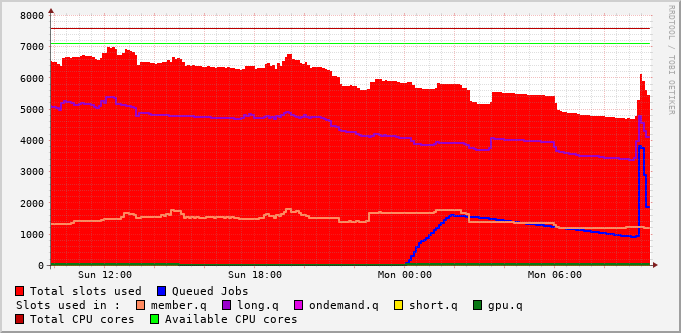 8000
7000
6000
5000
4000
3000
2000
1000
0
Sun 12:00 Sun 18:00 Mon 00:00 Mon 06:00
RRDTOOL / TOBI OETIKER
Total slots used Queued Jobs
Slots used in : member.q long.q ondemand.q short.q gpu.q
Total CPU cores Available CPU cores